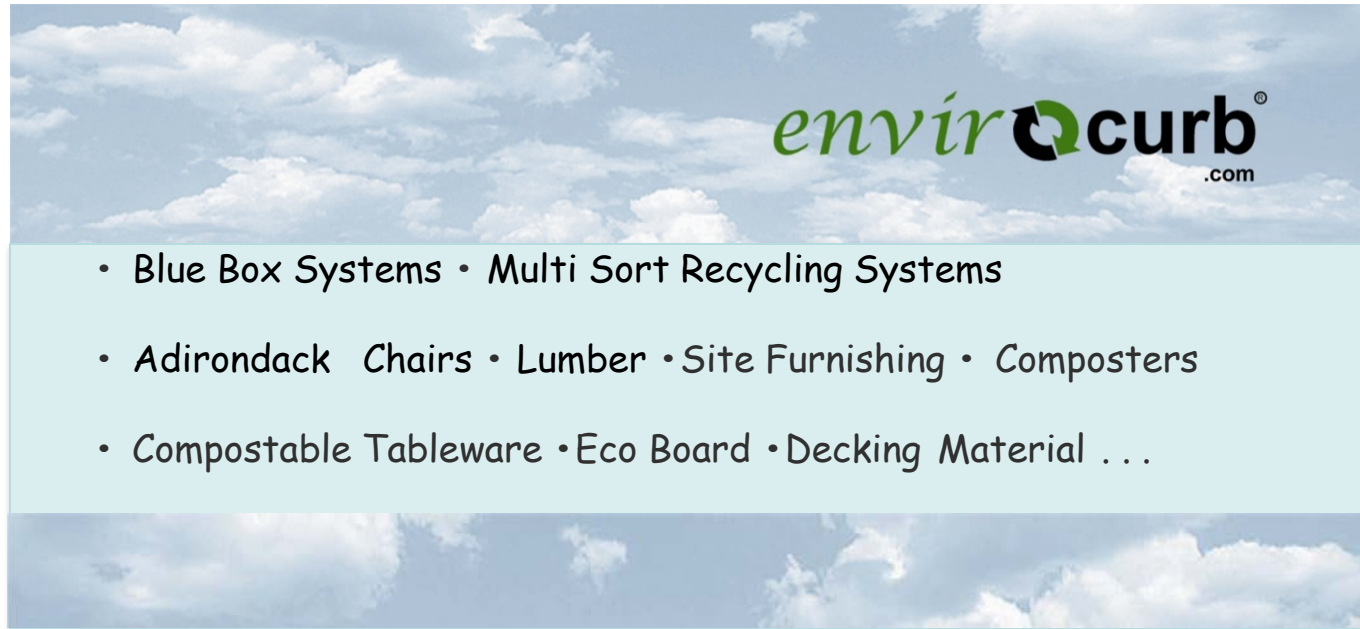 envirocurb®
.com
• Blue Box Systems • Multi Sort Recycling Systems
• Adirondack Chairs • Lumber • Site Furnishing • Composters
• Compostable Tableware • Eco Board • Decking Material . . .